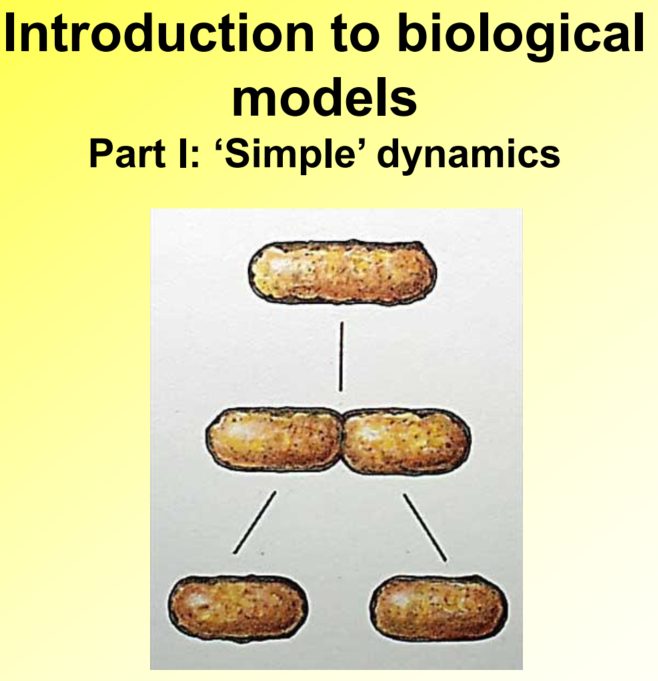 Introduction to biological
models
Part I: ‘Simple’ dynamics